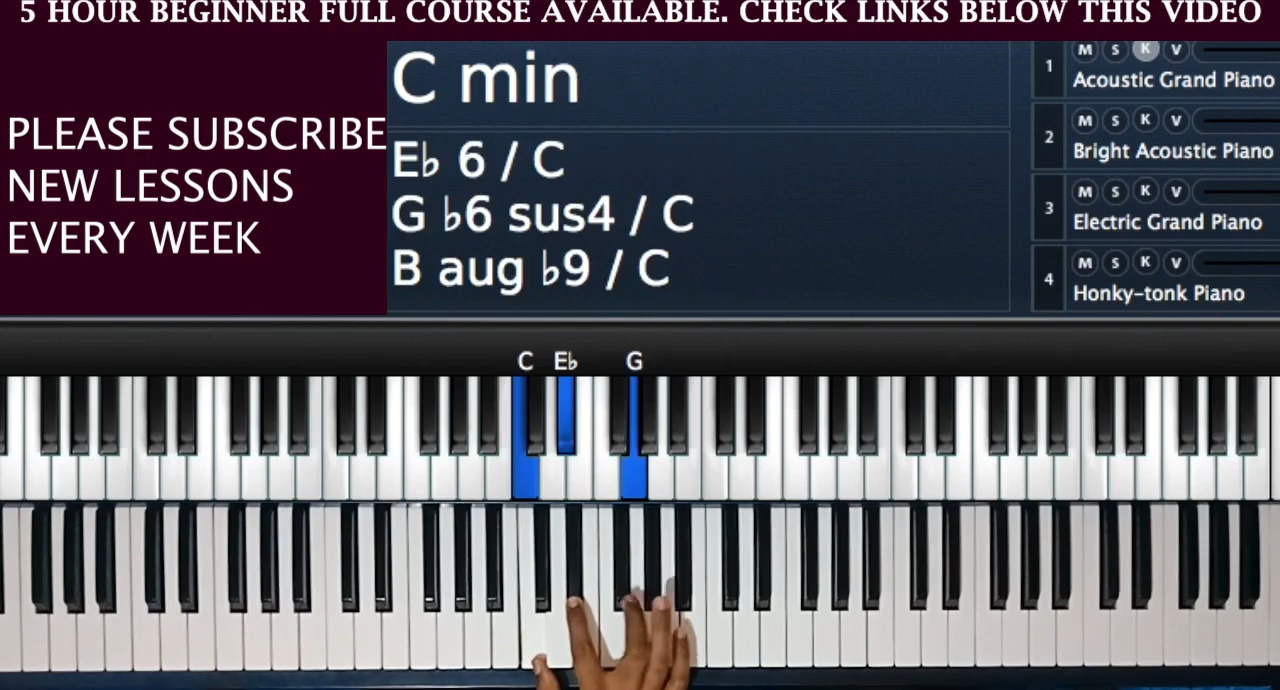 5 HOUR BEGINNER FULL COURSE AVAILABLE. CHECK LINKS BELOW THIS VIDEO
PLEASE SUBSCRIBE
NEW LESSONS
EVERY WEEK
C min
E♭ 6 / C
G ♭6 sus4 / C
B aug ♭9 / C
1 M S K V
Acoustic Grand Piano
2 M S K V
Bright Acoustic Piano
3 M S K V
Electric Grand Piano
4 M S K V
Honky-tonk Piano
C E♭ G